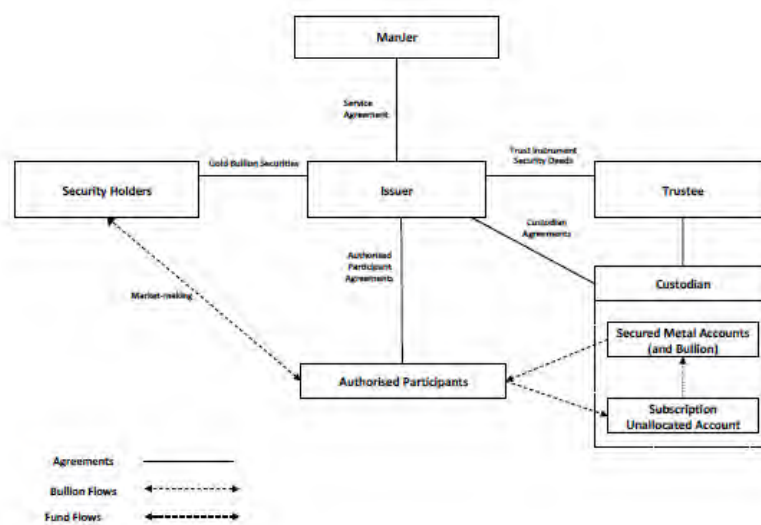 ManJer
Service
Agreement
Gold Bullion Securities
Trust Instrument
Security Deeds
Security Holders
Issuer
Trustee
Custodian
Agreements
Authorised
Participant
Agreements
Custodian
Market-making
Secured Metal Accounts
(and Bullion)
Authorised Participants
Subscription
Unallocated Account
Agreements
Bullion Flows
Fund Flows